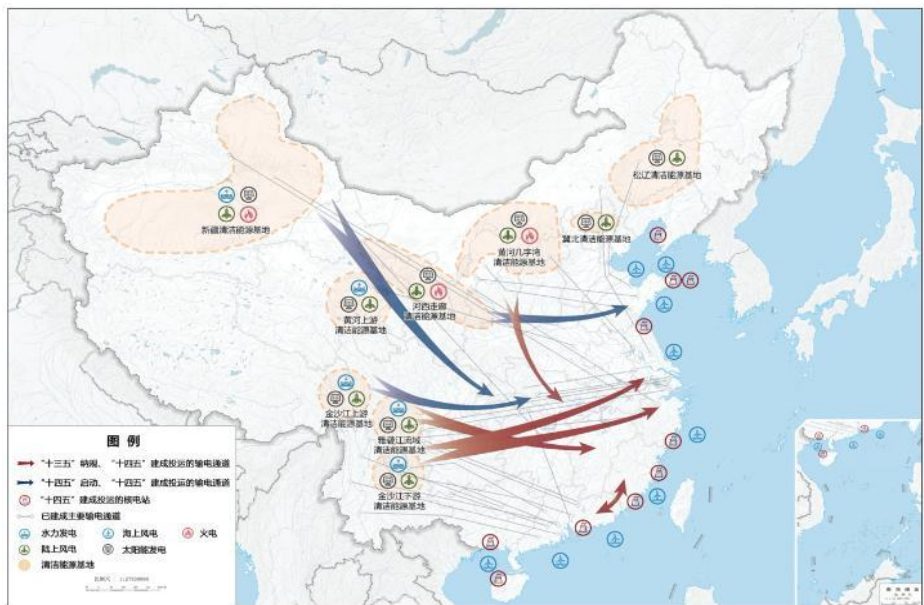 松辽清洁能源基地
新疆清洁能源基地
冀北清洁能源基地
黄河几字湾
清洁能源基地
河西走廊
清洁能源基地
黄河上游
清洁能源基地
金沙江上游
清洁能源基地
雅砻江流域
清洁能源基地
金沙江下游
清洁能源基地
图 例
“十三五”纳规、“十四五”建成投运的输电通道
“十四五”启动、“十四五”建成投运的输电通道
“十四五”建成投运的核电站
已建成主要输电通道
水力发电 海上风电 火电
陆上风电 太阳能发电
清洁能源基地